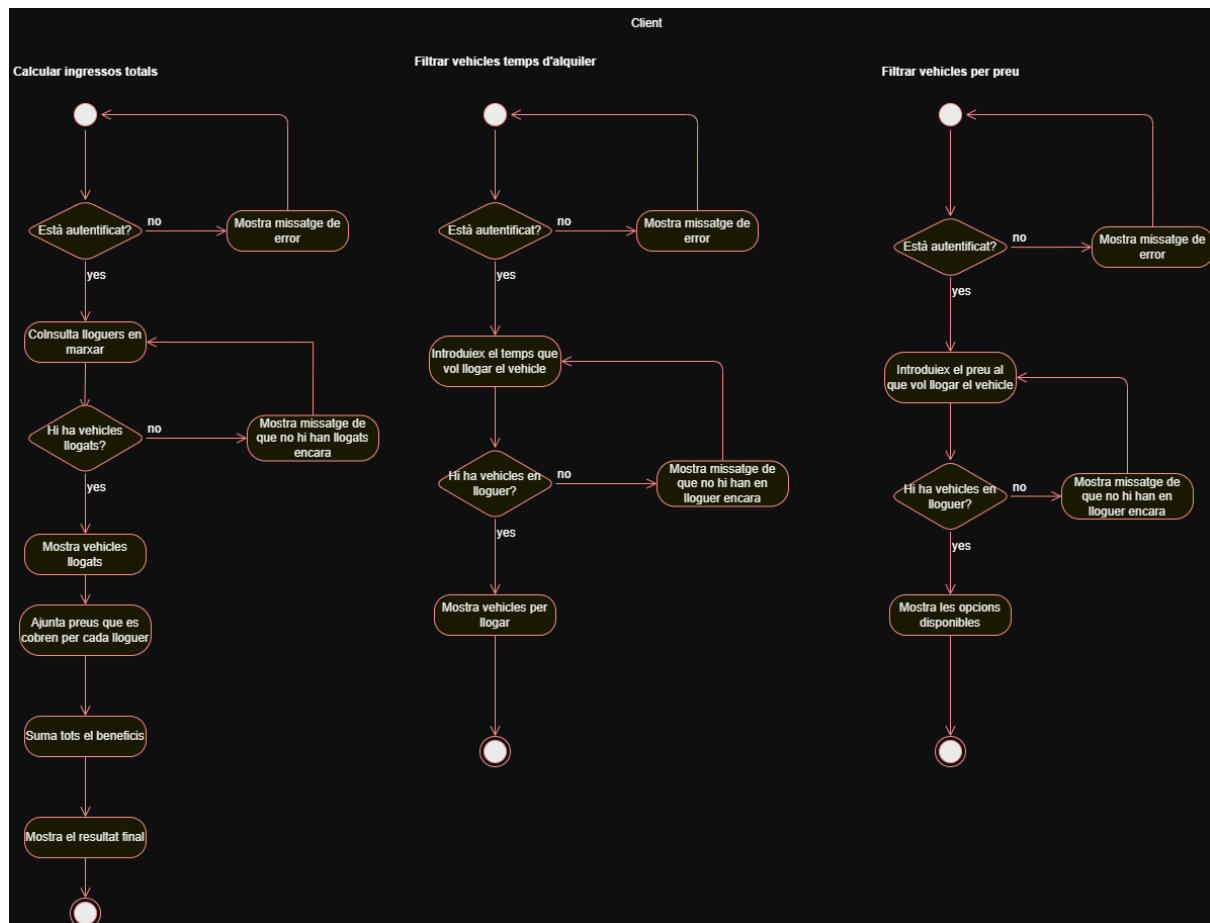 Client
Calcular ingressos totals
Està autentificat?
no
Mostra missatge de
error
yes
Colnsulta lloguers en
marxar
Hi ha vehicles
llogats?
no
Mostra missatge de
que no hi han llogats
encara
yes
Mostra vehicles
llogats
Ajunta preus que es
cobren per cada lloguer
Suma tots el beneficis
Mostra el resultat final
Filtrar vehicles temps d'alquiler
Està autentificat?
no
Mostra missatge de
error
yes
Introduiex el temps que
vol llogar el vehicle
Hi ha vehicles en
lloguer?
no
Mostra missatge de
que no hi han en
lloguer encara
yes
Mostra vehicles per
llogar
Filtrar vehicles per preu
Està autentificat?
no
Mostra missatge de
error
yes
Introduiex el preu al
que vol llogar el vehicle
Hi ha vehicles en
lloguer?
no
Mostra missatge de
que no hi han en
lloguer encara
yes
Mostra les opcions
disponibles